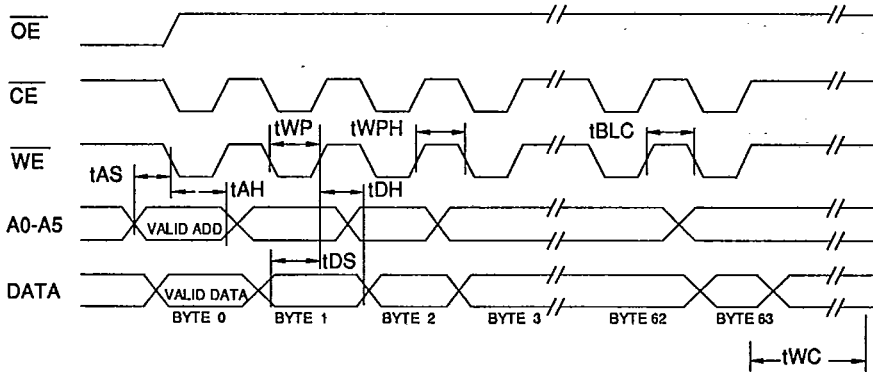 OE
CE
tWP tWPH tBLC
WE
tAS
tAH tDH
A0-A5 VALID ADD
tDS
DATA VALID DATA
BYTE 0 BYTE 1 BYTE 2 BYTE 3 BYTE 62 BYTE 63
tWC